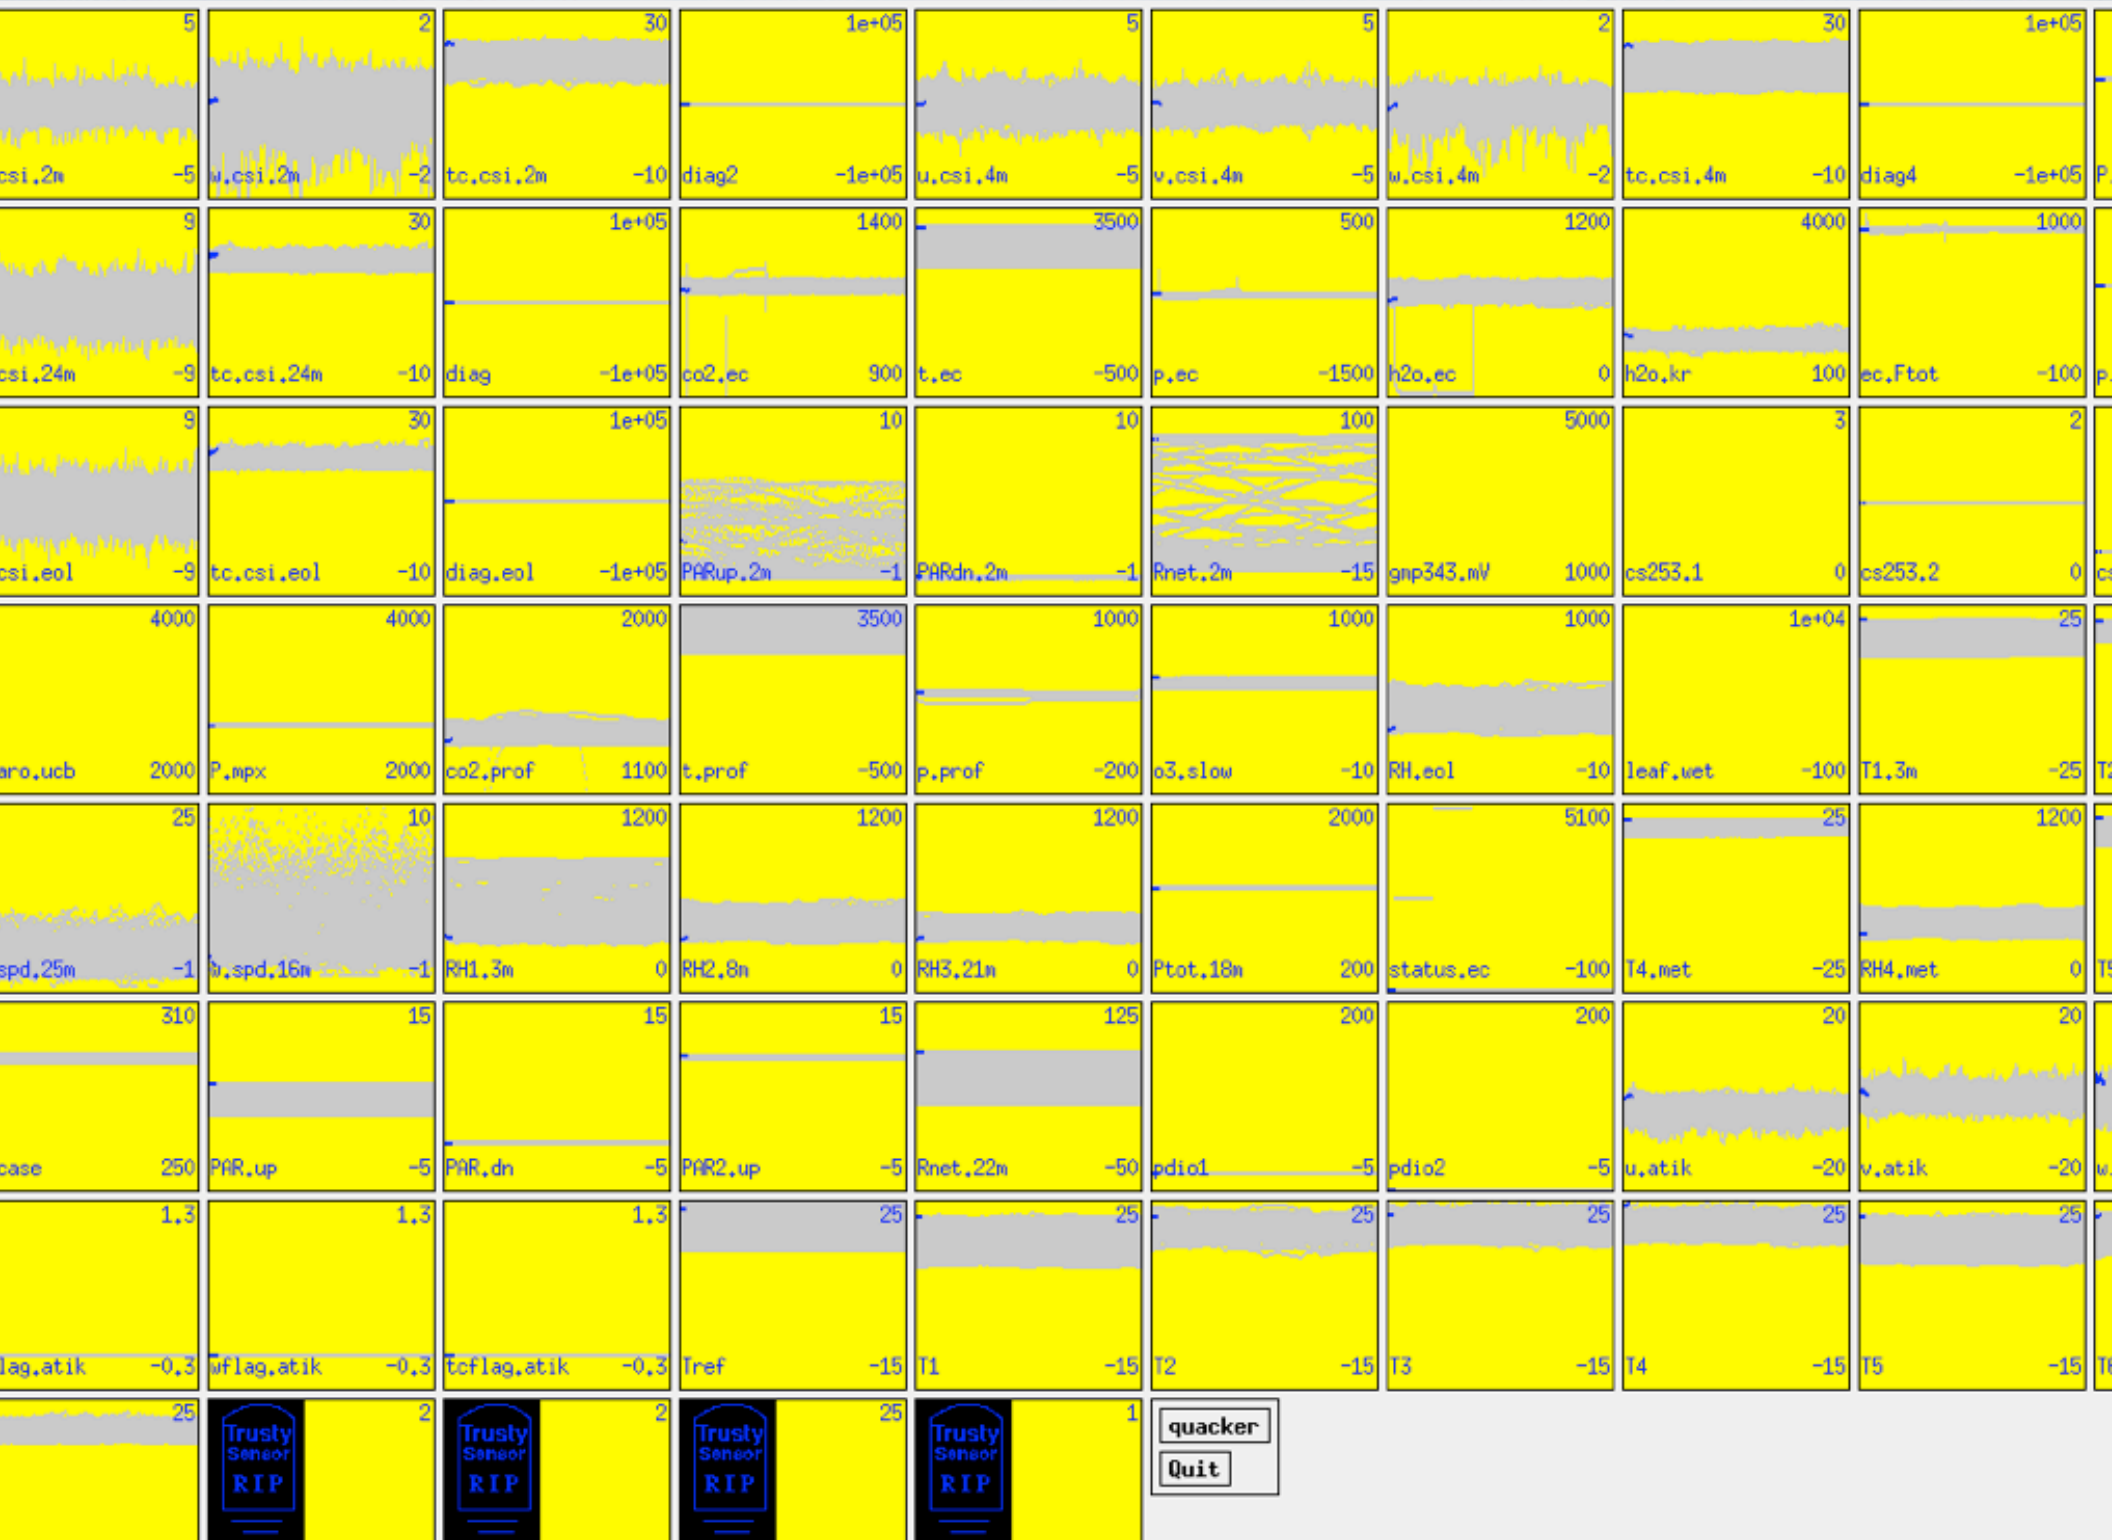 5 2 30 1e+05 5 5 2 30 1e+05
csi.2m -5 w.csi.2m -2 tc.csi.2m -10 diag2 -1e+05 u.csi.4m -5 v.csi.4m -5 w.csi.4m -2 tc.csi.4m -10 diag4 -1e+05 P.
9 30 1e+05 1400 3500 500 1200 4000 1000
csi.24m -9 tc.csi.24m -10 diag -1e+05 co2.ec 900 t.ec -500 p.ec -1500 h2o.ec 0 h2o.kr 100 ec.Ftot -100 p.
9 30 1e+05 10 10 100 5000 3 2
csi.eol -9 tc.csi.eol -10 diag.eol -1e+05 PARup.2m -1 PARdn.2m -1 Rnet.2m -15 gmp343.mV 1000 cs253.1 0 cs253.2 0 cs
4000 4000 2000 3500 1000 1000 1000 1e+04 25
aro.ucb 2000 P.mpx 2000 co2.prof 1100 t.prof -500 p.prof -200 o3.slow -10 RH.eol -10 leaf.wet -100 T1.3m -25 T2
25 10 1200 1200 1200 2000 5100 25 1200
spd.25m -1 w.spd.16m -1 RH1.3m 0 RH2.8m 0 RH3.21m 0 Ptot.18m 200 status.ec -100 T4.met -25 RH4.met 0 T5
310 15 15 15 125 200 200 20 20
case 250 PAR.up -5 PAR.dn -5 PAR2.up -5 Rnet.22m -50 pdio1 -5 pdio2 -5 u.atik -20 v.atik -20 w.
1.3 1.3 1.3 25 25 25 25 25 25
lag.atik -0.3 wflag.atik -0.3 tcflag.atik -0.3 Tref -15 T1 -15 T2 -15 T3 -15 T4 -15 T5 -15 T6
25 2 2 25 1
Trusty Trusty Trusty Trusty
Sensor Sensor Sensor Sensor
RIP RIP RIP RIP
quacker
Quit